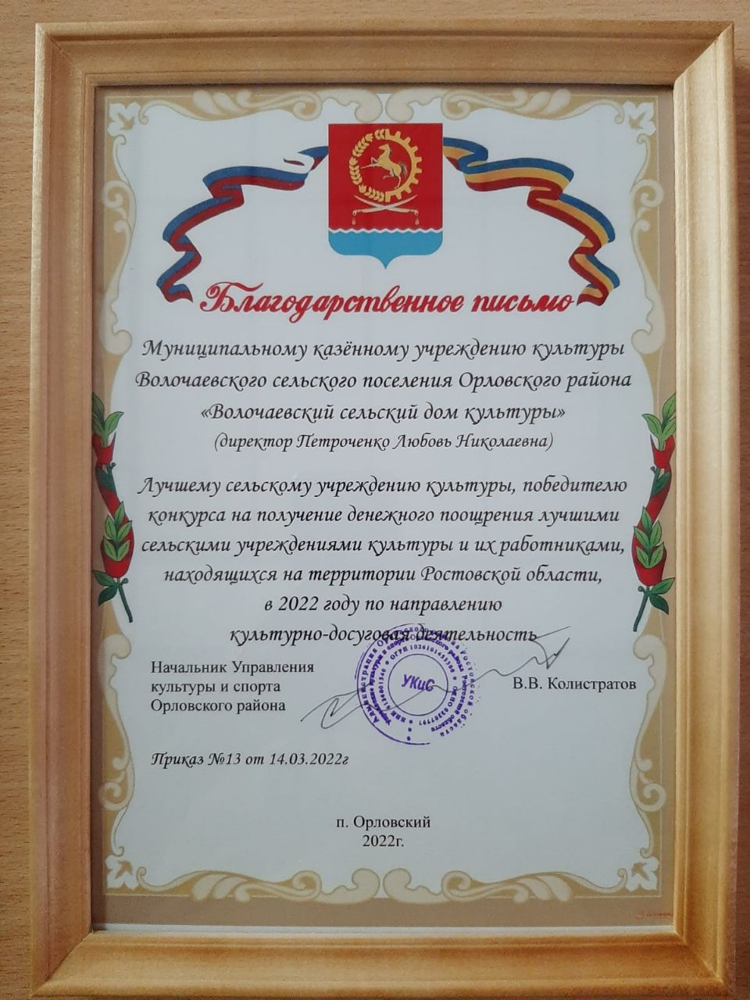 Благодарственное письмо
Муниципальному казённому учреждению культуры
Волочаевского сельского поселения Орловского района
«Волочаевский сельский дом культуры»
(директор Петроченко Любовь Николаевна)
Лучшему сельскому учреждению культуры, победителю
конкурса на получение денежного поощрения лучшими
сельскими учреждениями культуры и их работниками,
находящихся на территории Ростовской области,
в 2022 году по направлению
культурно-досуговая деятельность
Начальник Управления
культуры и спорта
Орловского района
УКиС
В.В. Колистратов
Приказ №13 от 14.03.2022г
п. Орловский
2022г.